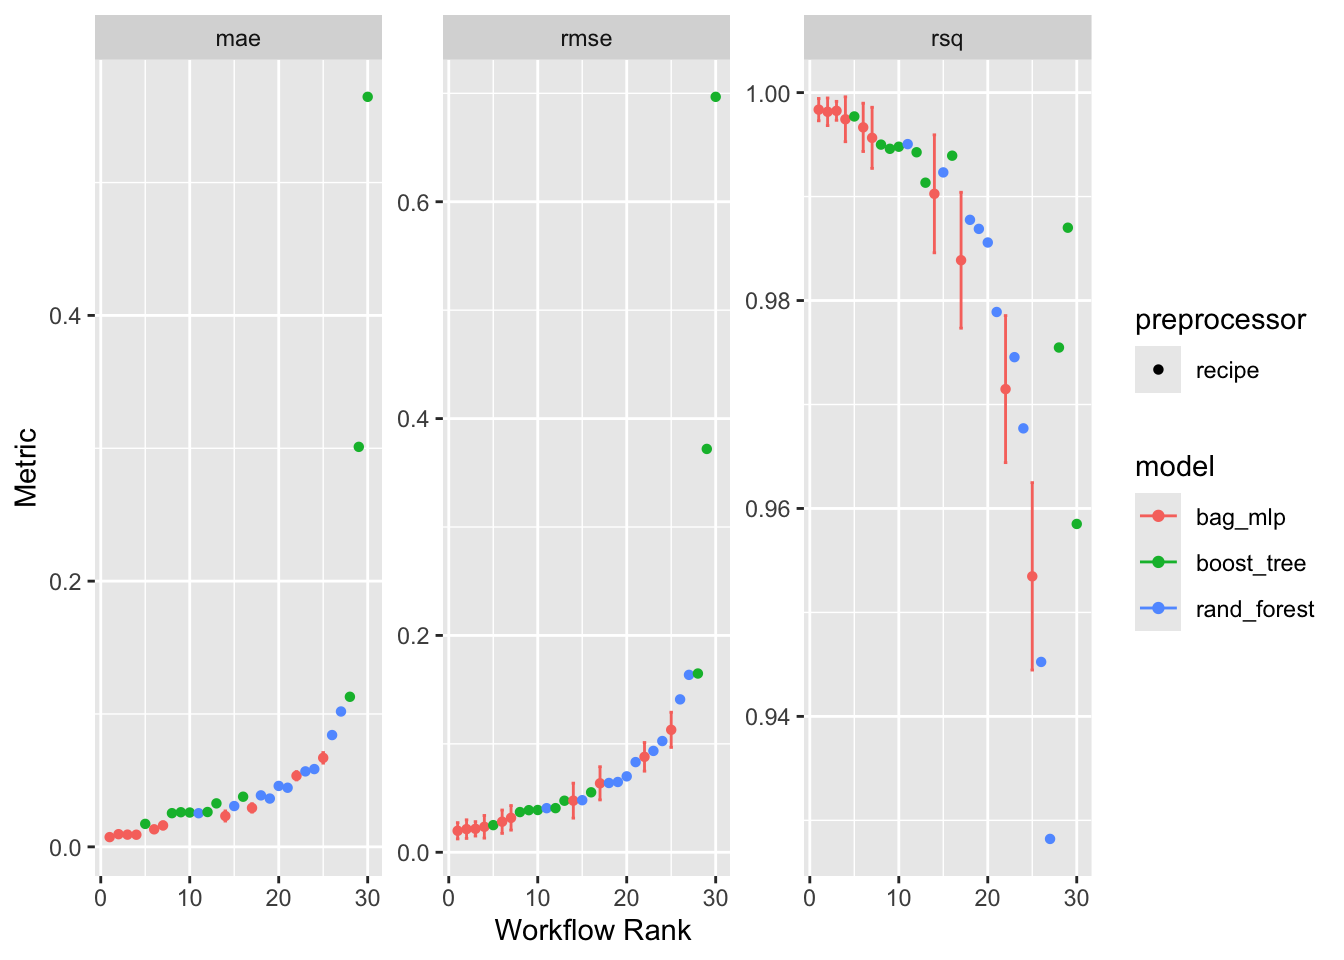 mae
rmse
rsq
Metric
0.4
0.2
0.0
0.6
0.4
0.2
0.0
1.00
0.98
0.96
0.94
0 10 20 30
0 10 20 30
0 10 20 30
Workflow Rank
preprocessor
recipe
model
bag_mlp
boost_tree
rand_forest